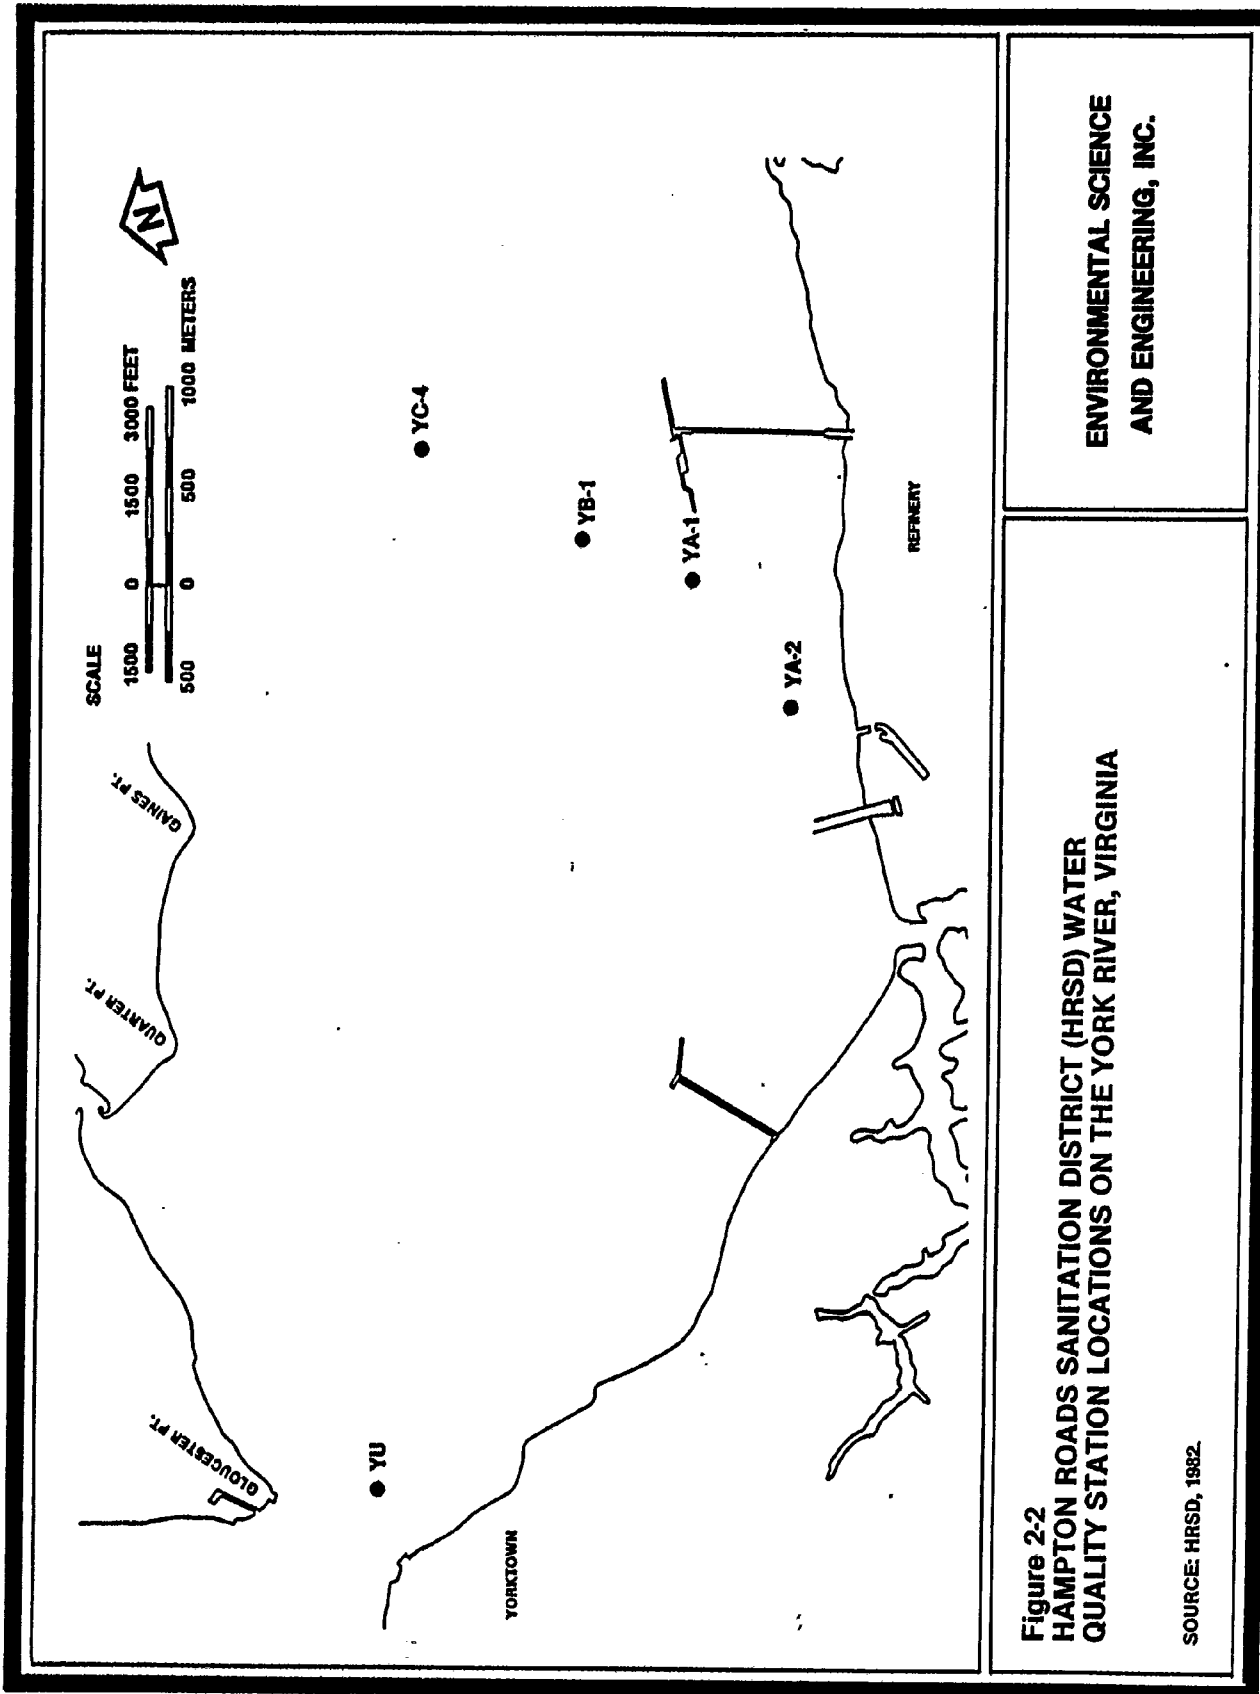 GLOUCESTER PT.
QUARTER PT.
GAINES PT.
SCALE
1500 0 1500 3000 FEET
500 0 500 1000 METERS
N
YU
YC-4
YB-1
YA-1
YA-2
YORKTOWN
REFINERY
Figure 2-2
HAMPTON ROADS SANITATION DISTRICT (HRSD) WATER
QUALITY STATION LOCATIONS ON THE YORK RIVER, VIRGINIA
SOURCE: HRSD, 1982.
ENVIRONMENTAL SCIENCE
AND ENGINEERING, INC.